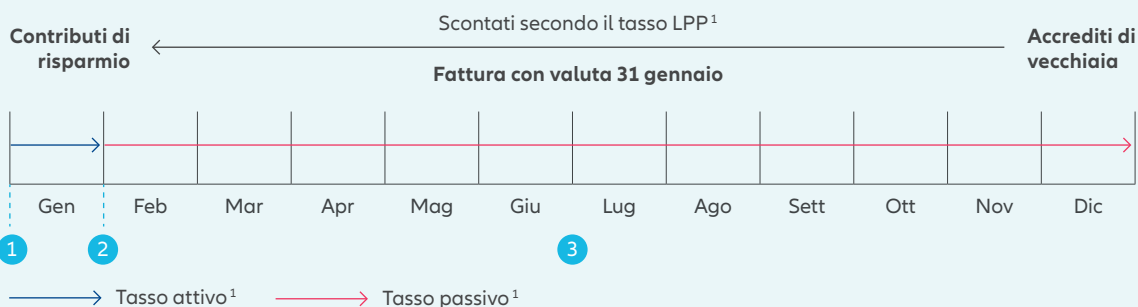 Scontati secondo il tasso LPP¹
Contributi di
risparmio
Accrediti di
vecchiaia
Fattura con valuta 31 gennaio
Gen Feb Mar Apr Mag Giu Lug Ago Sett Ott Nov Dic
1 2 3
Tasso attivo¹ Tasso passivo¹